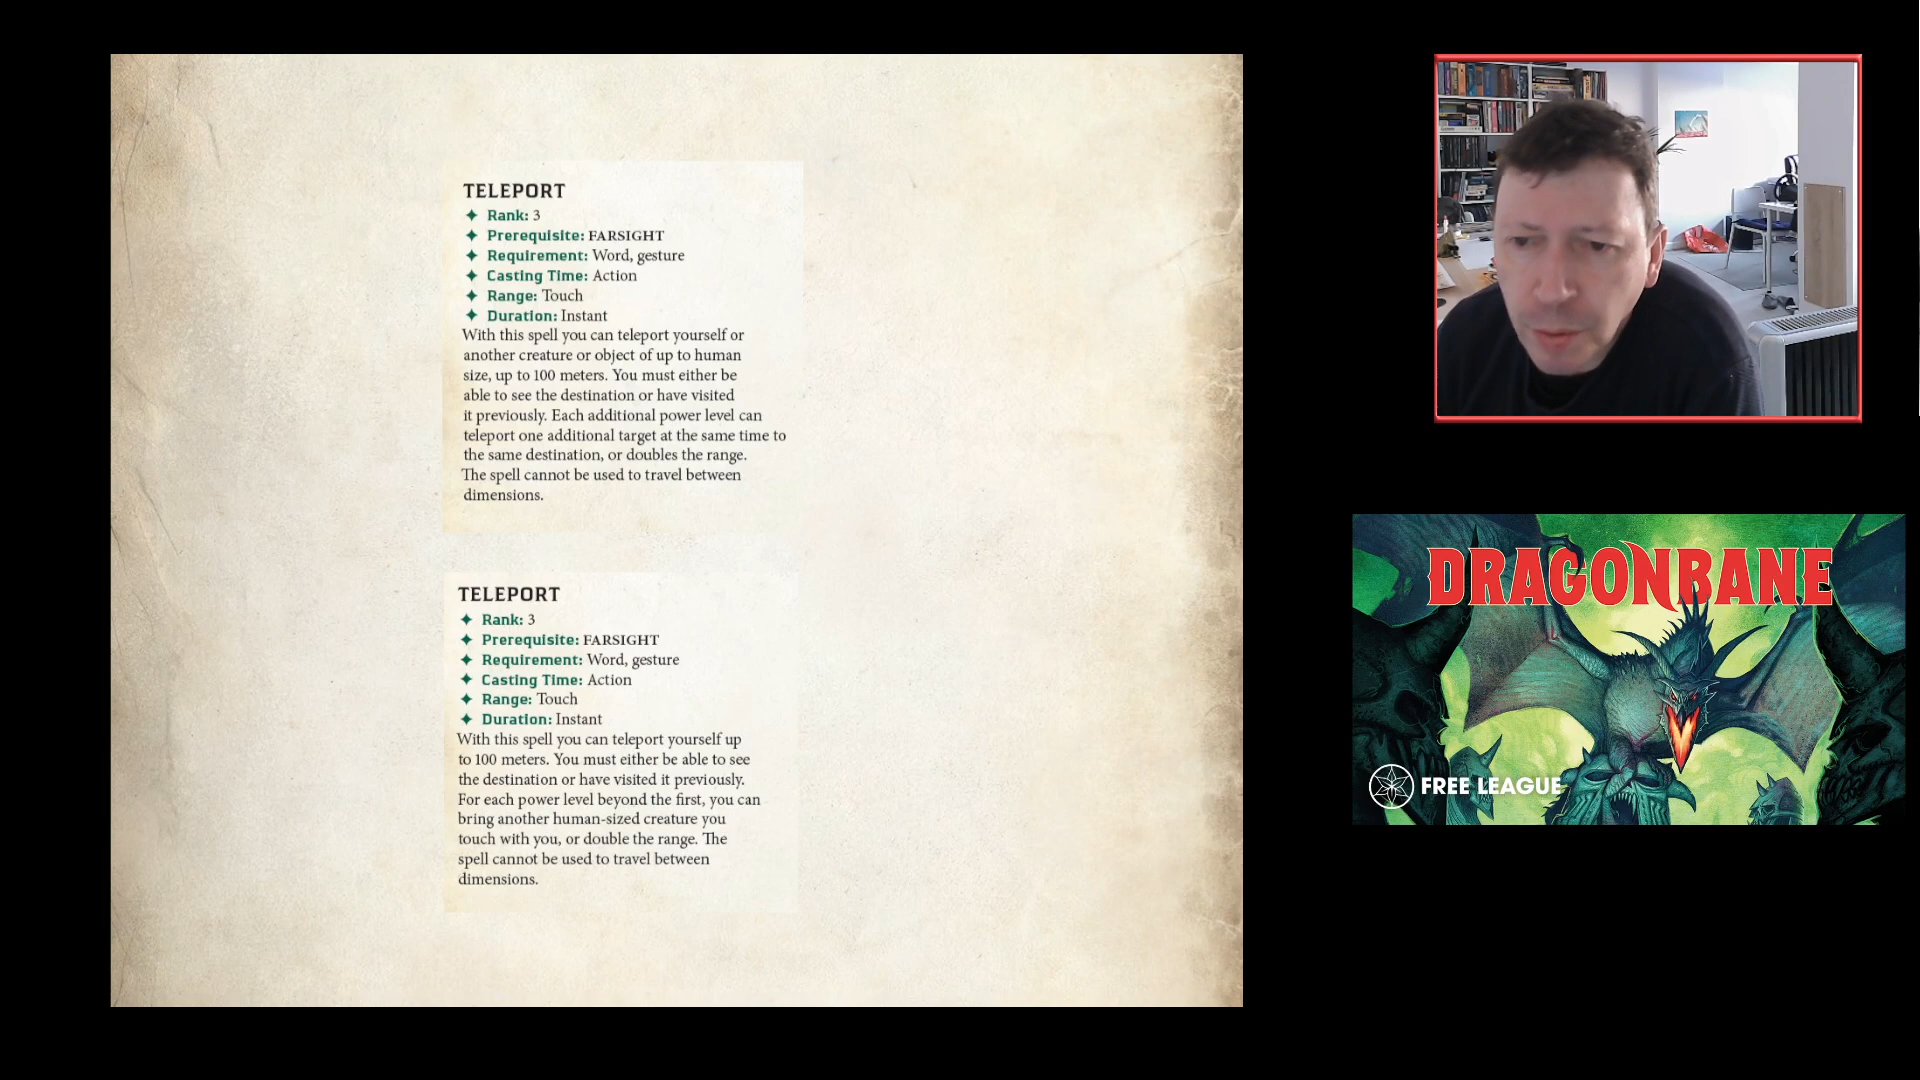 TELEPORT
Rank: 3
Prerequisite: FARSIGHT
Requirement: Word, gesture
Casting Time: Action
Range: Touch
Duration: Instant
With this spell you can teleport yourself or
another creature or object of up to human
size, up to 100 meters. You must either be
able to see the destination or have visited
it previously. Each additional power level can
teleport one additional target at the same time to
the same destination, or doubles the range.
The spell cannot be used to travel between
dimensions.
TELEPORT
Rank: 3
Prerequisite: FARSIGHT
Requirement: Word, gesture
Casting Time: Action
Range: Touch
Duration: Instant
With this spell you can teleport yourself up
to 100 meters. You must either be able to see
the destination or have visited it previously.
For each power level beyond the first, you can
bring another human-sized creature you
touch with you, or double the range. The
spell cannot be used to travel between
dimensions.
DRAGONBANE
FREE LEAGUE